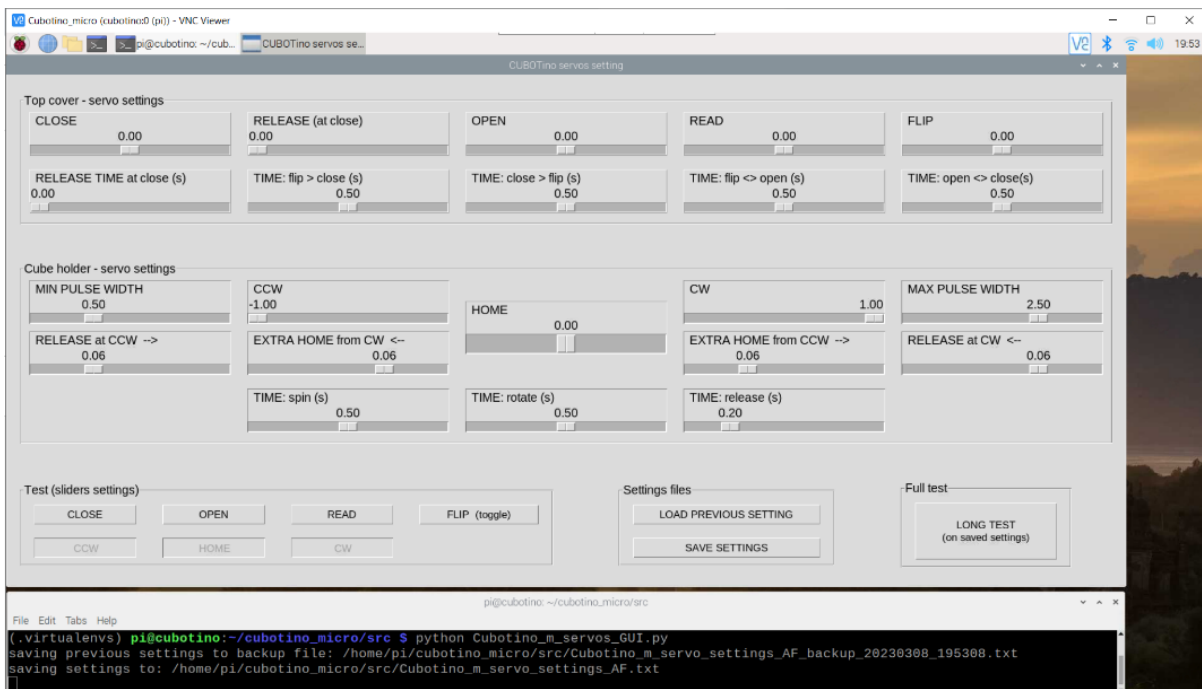 Cubotino_micro (cubotino:0 (pi)) - VNC Viewer
pi@cubotino: ~/cub... CUBOTino servos se... 19:53
CUBOTino servos setting
Top cover - servo settings
CLOSE RELEASE (at close) OPEN READ FLIP
0.00 0.00 0.00 0.00 0.00
RELEASE TIME at close (s) TIME: flip > close (s) TIME: close > flip (s) TIME: flip <> open (s) TIME: open <> close(s)
0.00 0.50 0.50 0.50 0.50
Cube holder - servo settings
MIN PULSE WIDTH CCW CW MAX PULSE WIDTH
0.50 -1.00 1.00 2.50
HOME
0.00
RELEASE at CCW --> EXTRA HOME from CW <-- EXTRA HOME from CCW --> RELEASE at CW <--
0.06 0.06 0.06 0.06
TIME: spin (s) TIME: rotate (s) TIME: release (s)
0.50 0.50 0.20
Test (sliders settings) Settings files Full test
CLOSE OPEN READ FLIP (toggle) LOAD PREVIOUS SETTING
LONG TEST
(on saved settings)
CCW HOME CW SAVE SETTINGS
pi@cubotino: ~/cubotino_micro/src
File Edit Tabs Help
(.virtualenvs) pi@cubotino:~/cubotino_micro/src $ python Cubotino_m_servos_GUI.py
saving previous settings to backup file: /home/pi/cubotino_micro/src/Cubotino_m_servo_settings_AF_backup_20230308_195308.txt
saving settings to: /home/pi/cubotino_micro/src/Cubotino_m_servo_settings_AF.txt